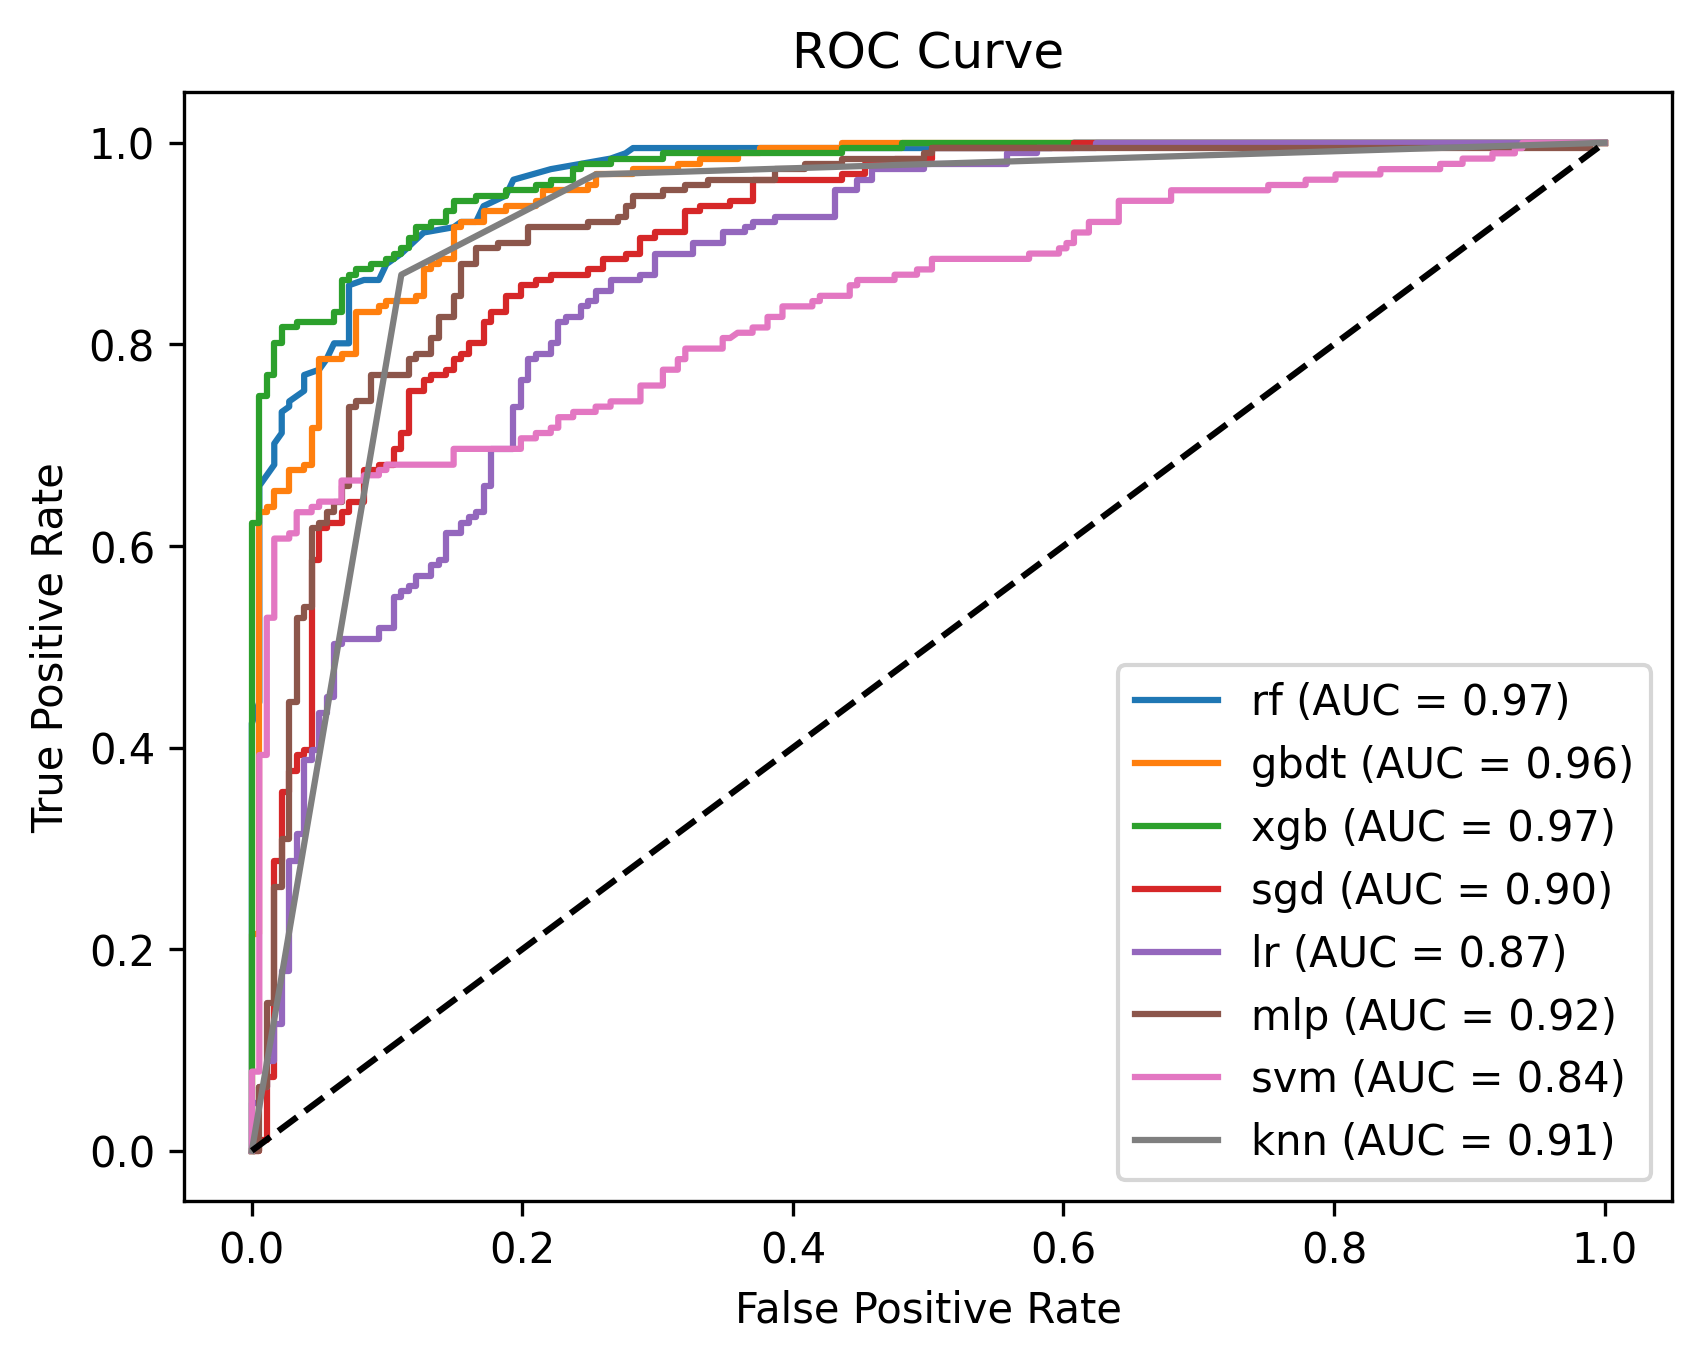 ROC Curve
True Positive Rate
1.0
0.8
0.6
0.4
0.2
0.0
rf (AUC = 0.97)
gbdt (AUC = 0.96)
xgb (AUC = 0.97)
sgd (AUC = 0.90)
lr (AUC = 0.87)
mlp (AUC = 0.92)
svm (AUC = 0.84)
knn (AUC = 0.91)
0.0 0.2 0.4 0.6 0.8 1.0
False Positive Rate